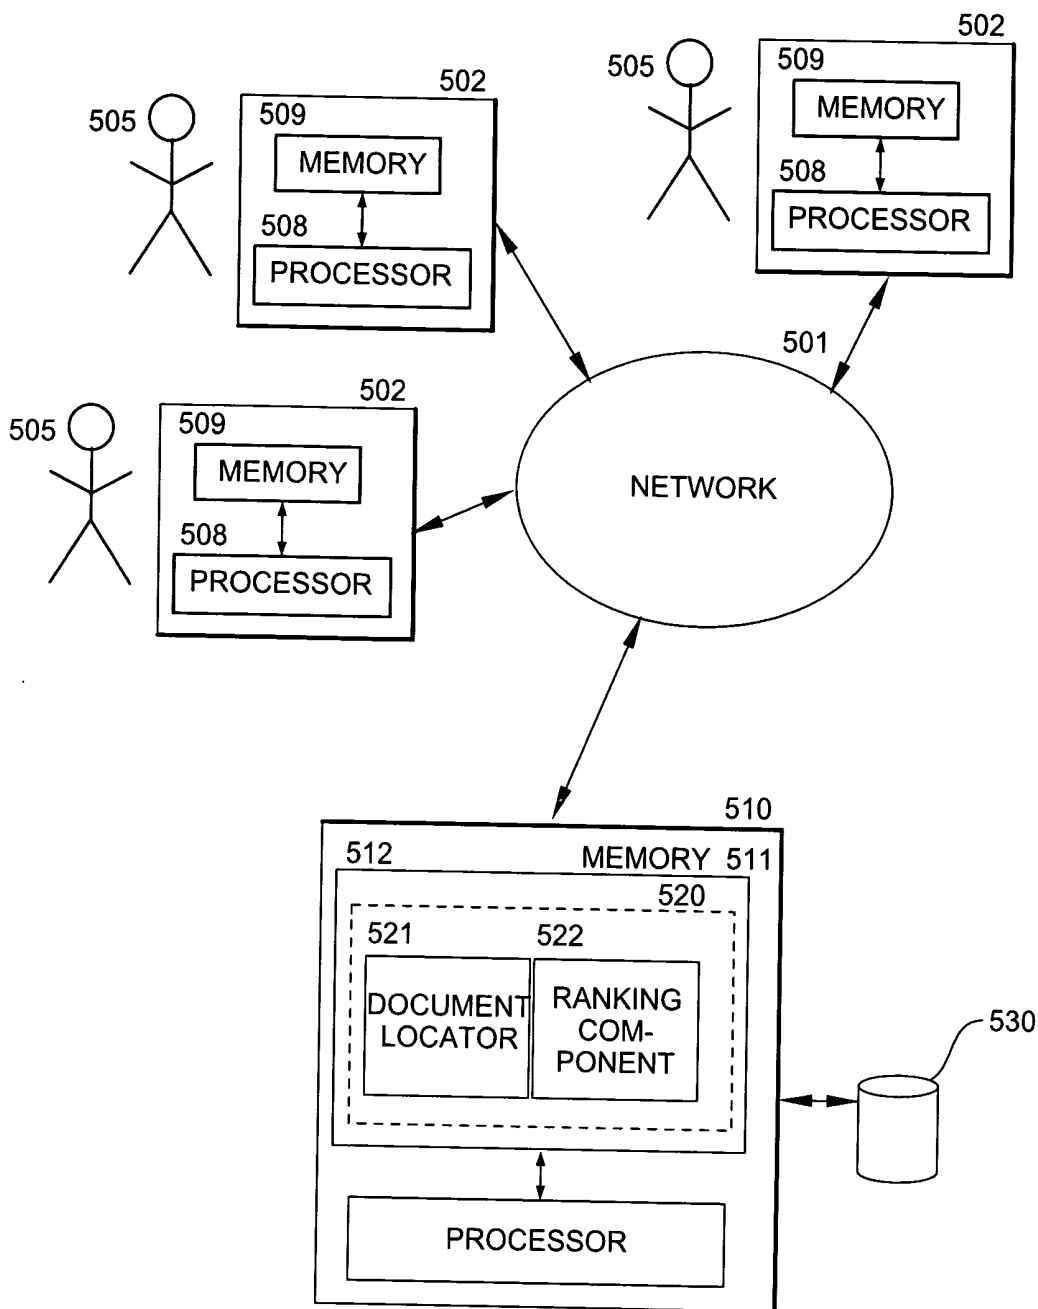 502
505
509
MEMORY
508
PROCESSOR
502
505
509
MEMORY
508
PROCESSOR
501
NETWORK
502
505
509
MEMORY
508
PROCESSOR
510
512
MEMORY 511
520
521
522
DOCUMENT
LOCATOR
RANKING
COM-
PONENT
530
PROCESSOR